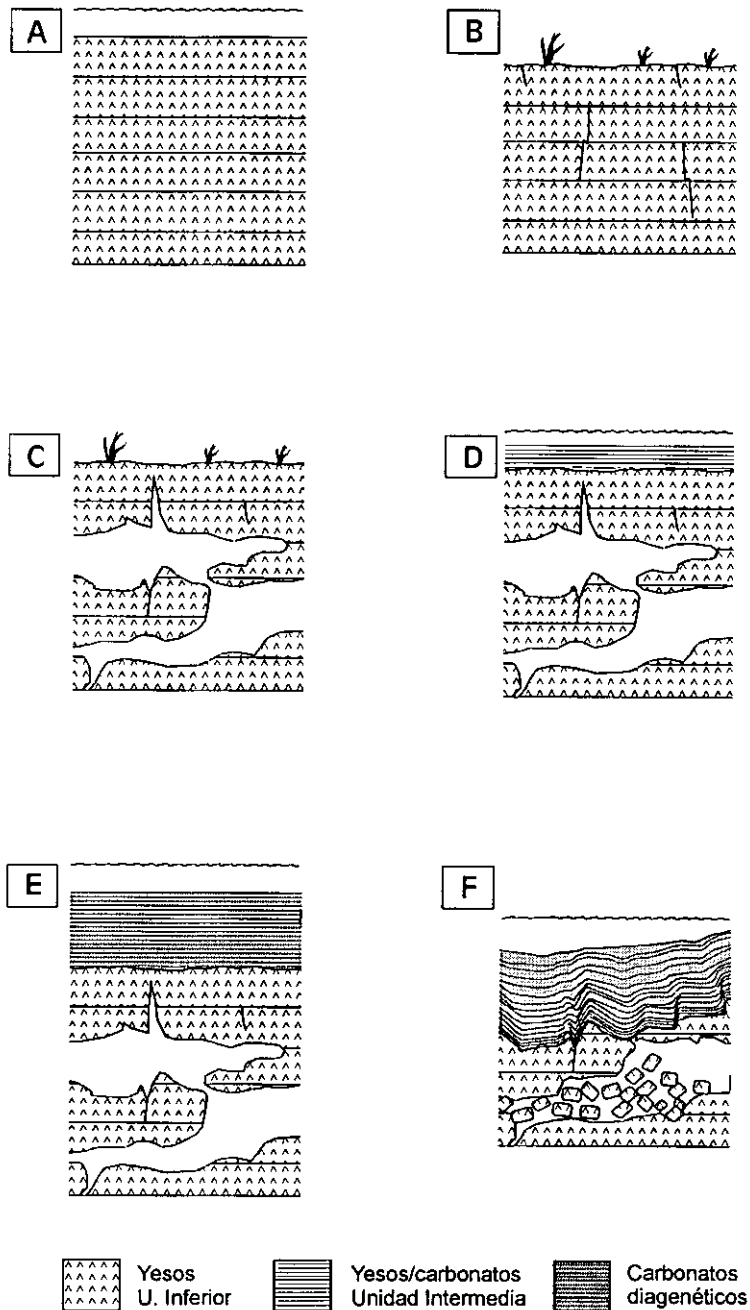 A
B
C
D
E
F
Yesos
U. Inferior
Yesos/carbonatos
Unidad Intermedia
Carbonatos
diagenéticos